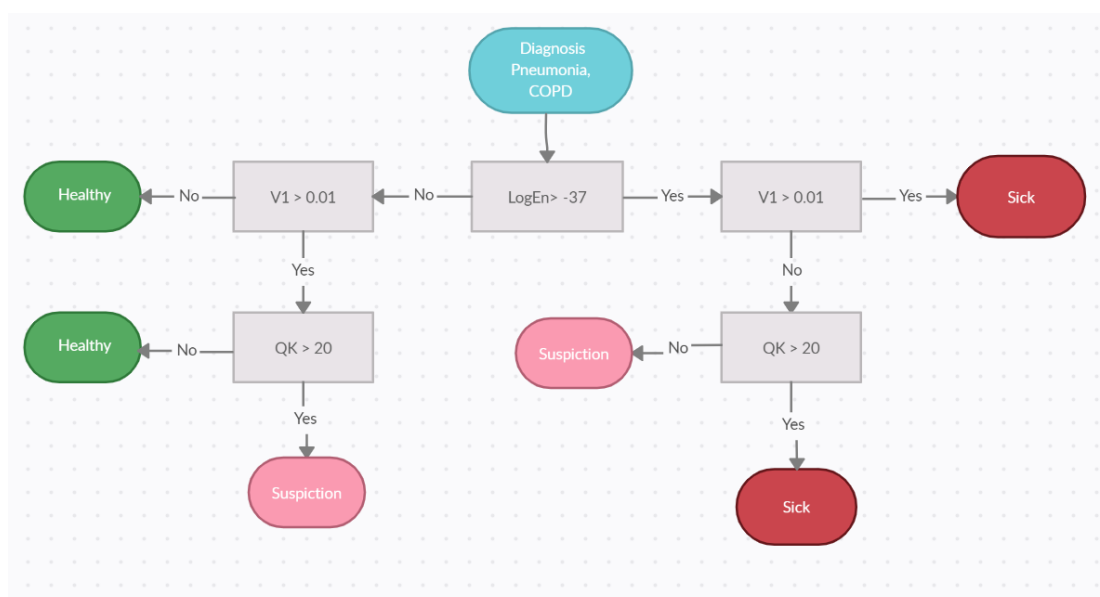 Diagnosis
Pneumonia,
COPD
Healthy
No
V1 > 0.01
No
LogEn> -37
Yes
V1 > 0.01
Yes
Sick
Yes
No
Healthy
No
QK > 20
Suspiction
No
QK > 20
Yes
Yes
Suspiction
Sick